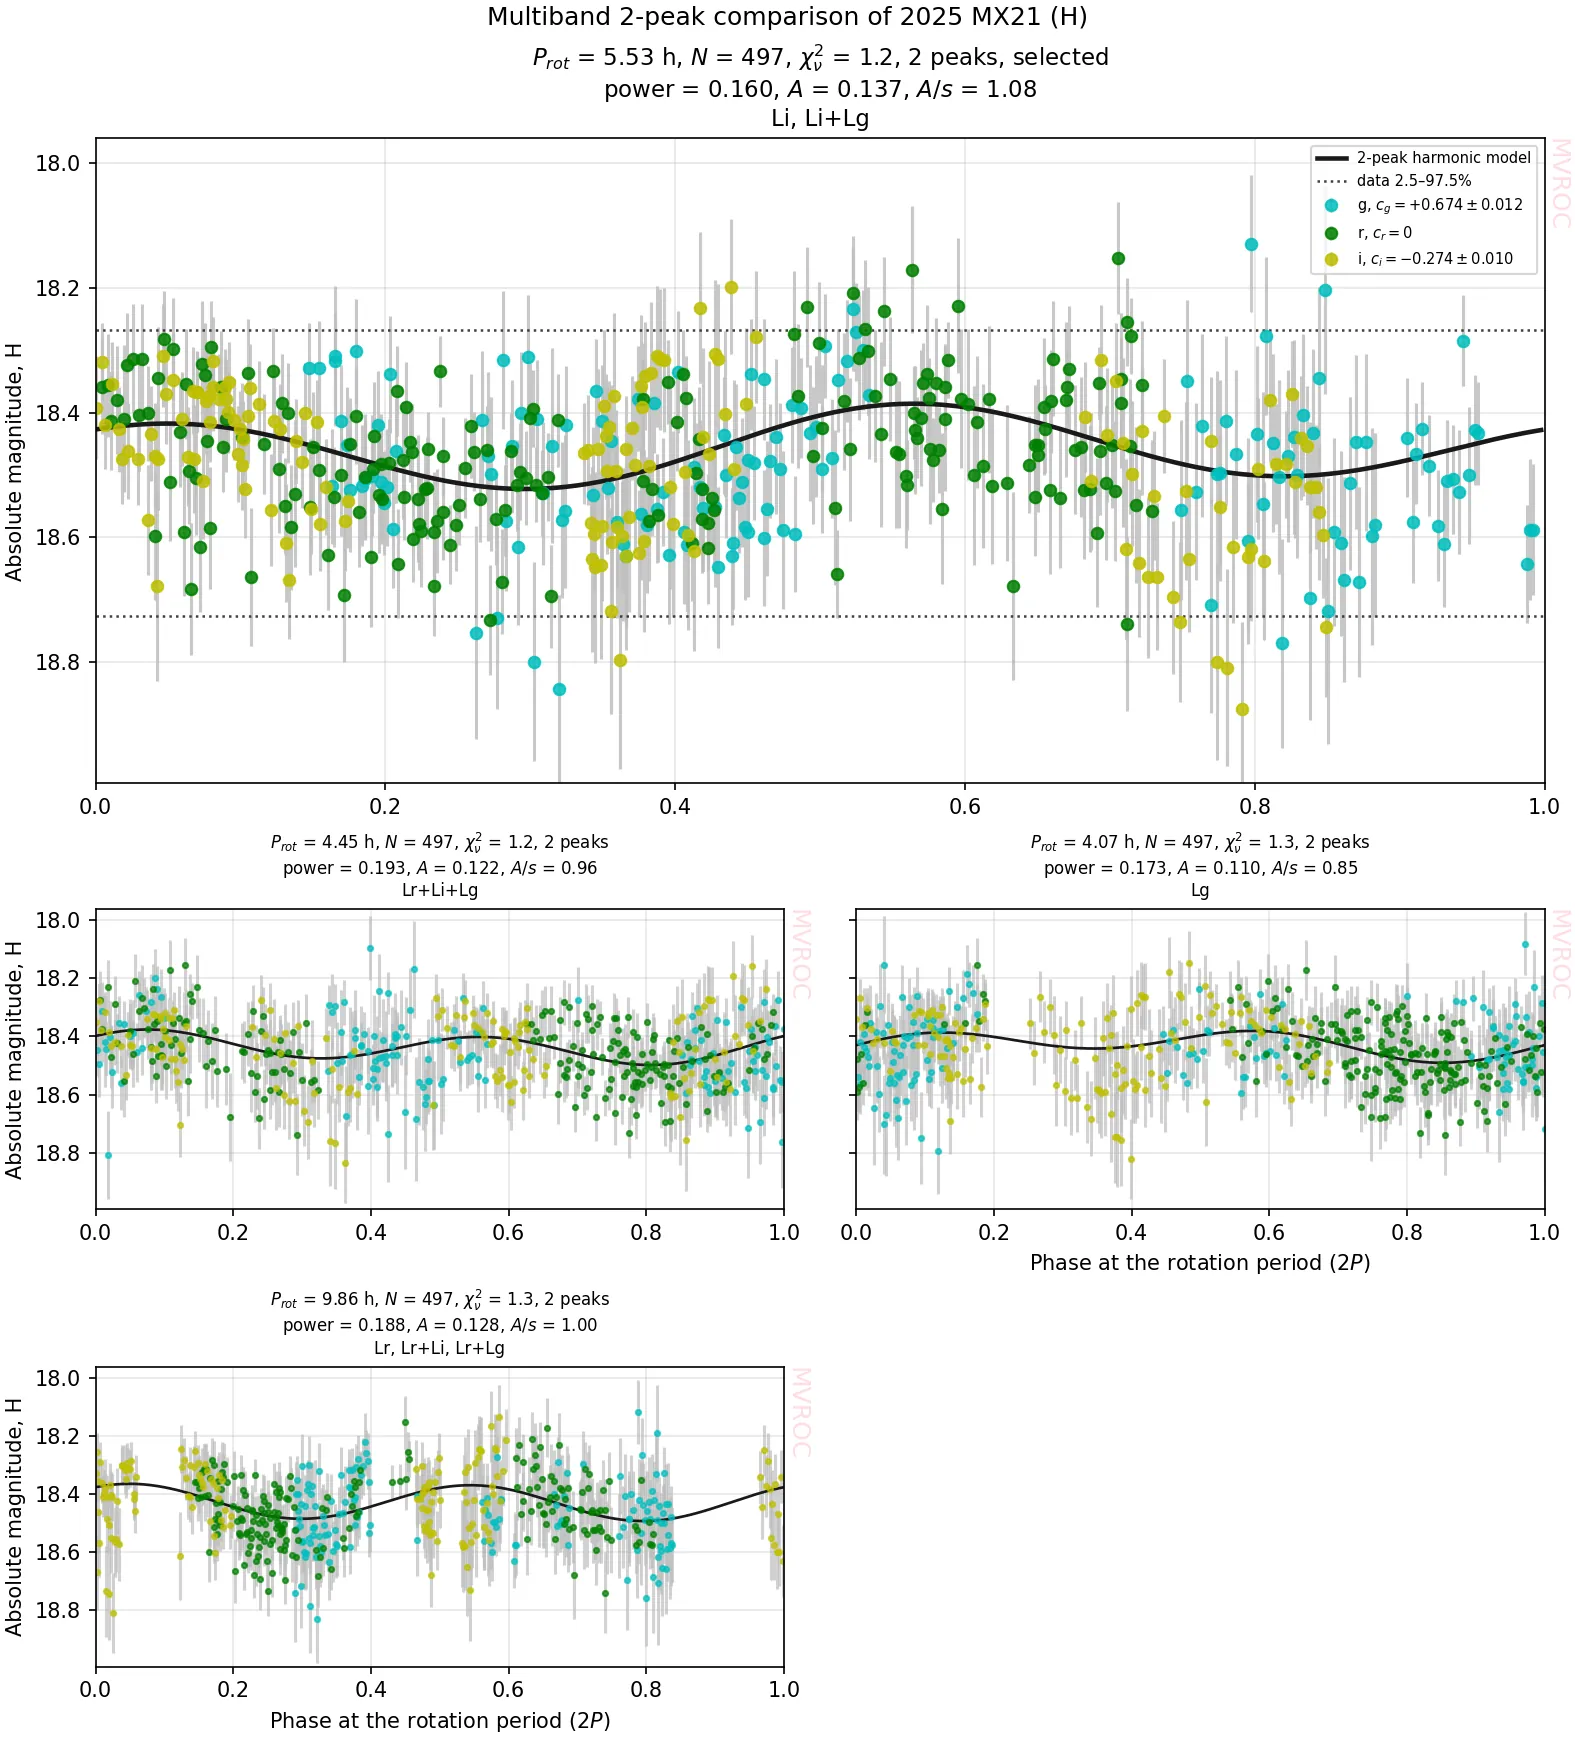 Multiband 2-peak comparison of 2025 MX21 (H)
P_rot = 5.53 h, N = 497, χ²_ν = 1.2, 2 peaks, selected
power = 0.160, A = 0.137, A/s = 1.08
Li, Li+Lg
MVROC
2-peak harmonic model
data 2.5–97.5%
g, c_g = +0.674 ± 0.012
r, c_r = 0
i, c_i = −0.274 ± 0.010
Absolute magnitude, H
18.0
18.2
18.4
18.6
18.8
0.0 0.2 0.4 0.6 0.8 1.0
P_rot = 4.45 h, N = 497, χ²_ν = 1.2, 2 peaks
power = 0.193, A = 0.122, A/s = 0.96
Lr+Li+Lg
MVROC
Absolute magnitude, H
18.0
18.2
18.4
18.6
18.8
0.0 0.2 0.4 0.6 0.8 1.0
P_rot = 4.07 h, N = 497, χ²_ν = 1.3, 2 peaks
power = 0.173, A = 0.110, A/s = 0.85
Lg
MVROC
0.0 0.2 0.4 0.6 0.8 1.0
Phase at the rotation period (2P)
P_rot = 9.86 h, N = 497, χ²_ν = 1.3, 2 peaks
power = 0.188, A = 0.128, A/s = 1.00
Lr, Lr+Li, Lr+Lg
MVROC
Absolute magnitude, H
18.0
18.2
18.4
18.6
18.8
0.0 0.2 0.4 0.6 0.8 1.0
Phase at the rotation period (2P)